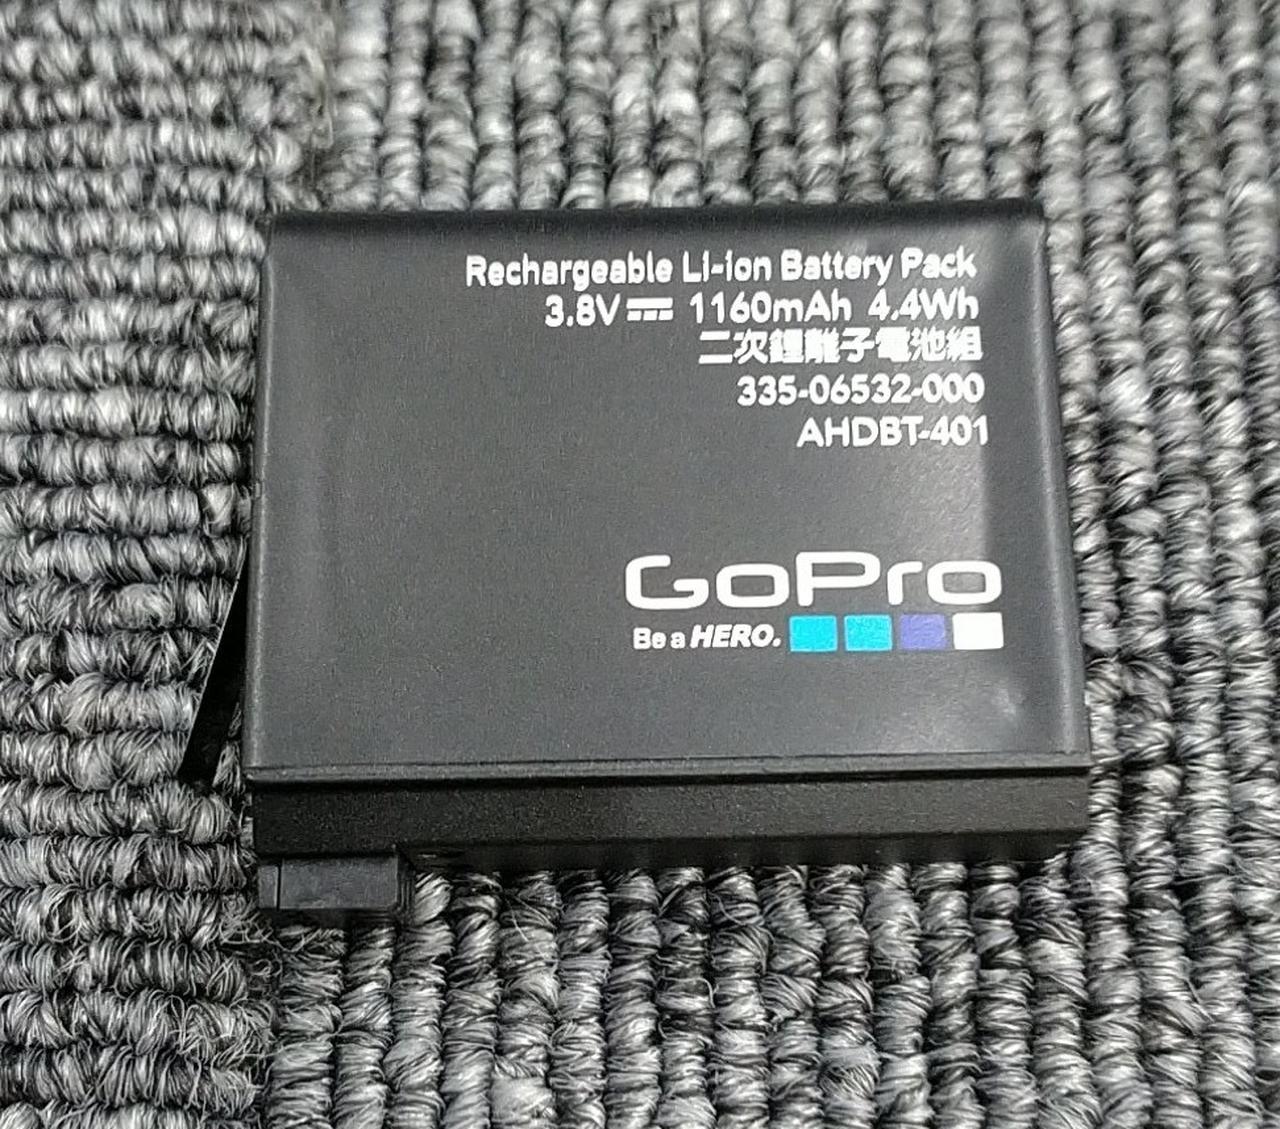 Rechargeable Li-ion Battery Pack
3.8V 1160mAh 4.4Wh
二次鋰離子電池組
335-06532-000
AHDBT-401
GoPro
Be a HERO.